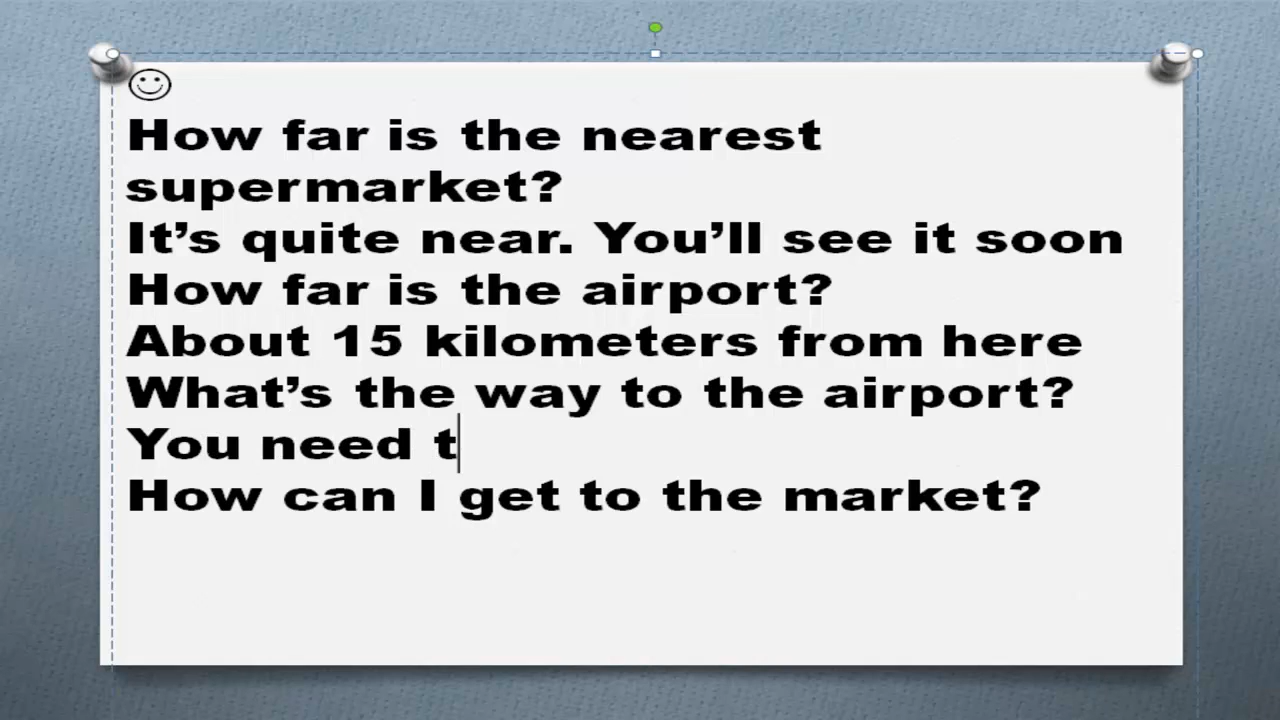 How far is the nearest
supermarket?
It’s quite near. You’ll see it soon
How far is the airport?
About 15 kilometers from here
What’s the way to the airport?
You need t
How can I get to the market?